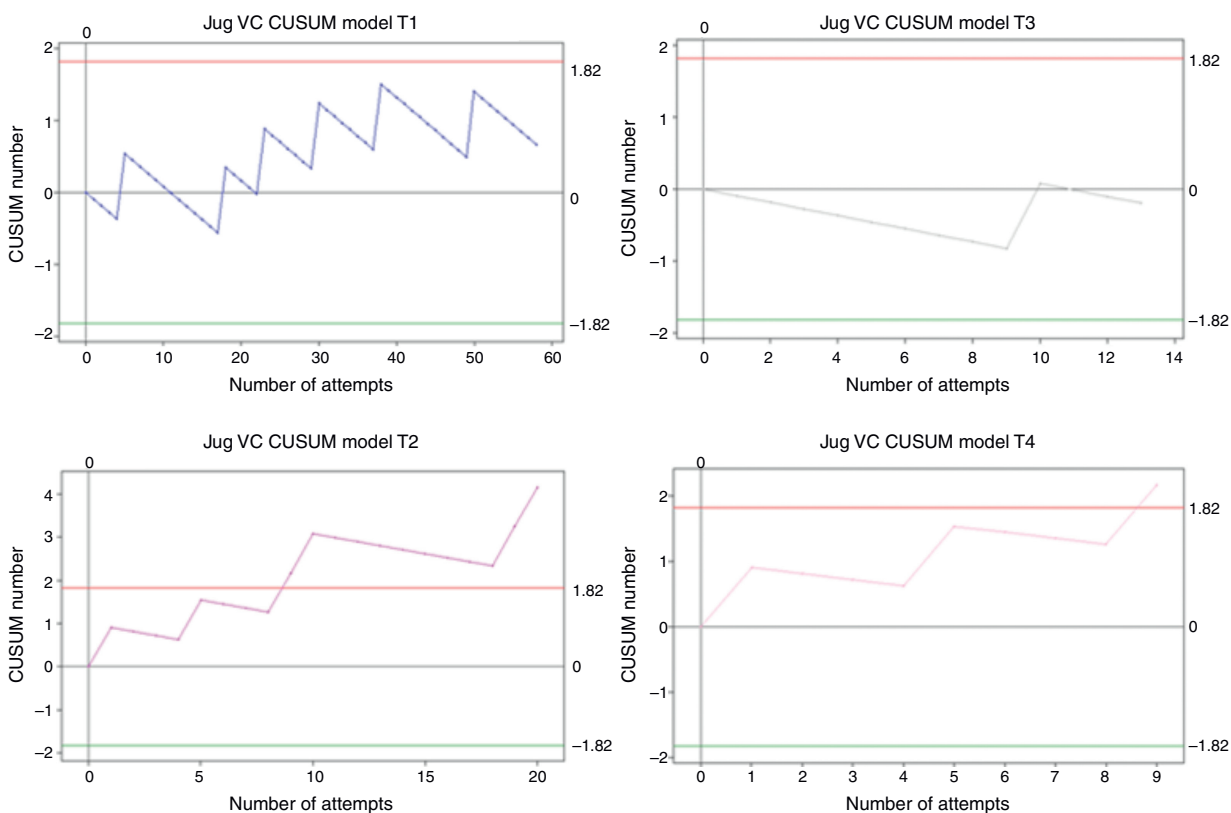 Jug VC CUSUM model T1
0
2
1
0
–1
–2
1.82
0
–1.82
CUSUM number
0 10 20 30 40 50 60
Number of attempts
Jug VC CUSUM model T3
0
2
1
0
–1
–2
1.82
0
–1.82
CUSUM number
0 2 4 6 8 10 12 14
Number of attempts
Jug VC CUSUM model T2
0
4
3
2
1
0
–1
–2
1.82
0
–1.82
CUSUM number
0 5 10 15 20
Number of attempts
Jug VC CUSUM model T4
0
2
1
0
–1
–2
1.82
0
–1.82
CUSUM number
0 1 2 3 4 5 6 7 8 9
Number of attempts